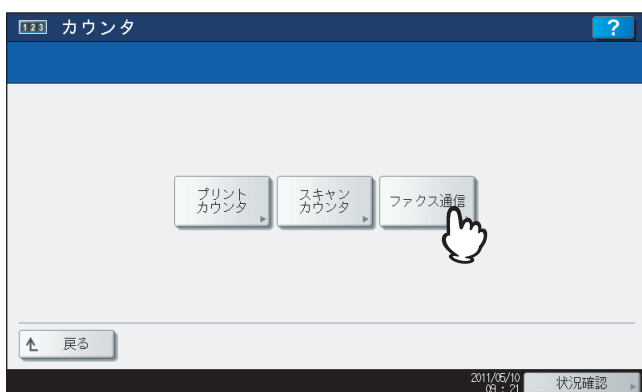 123 カウンタ
?
プリント
カウンタ
スキャン
カウンタ
ファクス通信
戻る
2011/05/10
09 : 21
状況確認